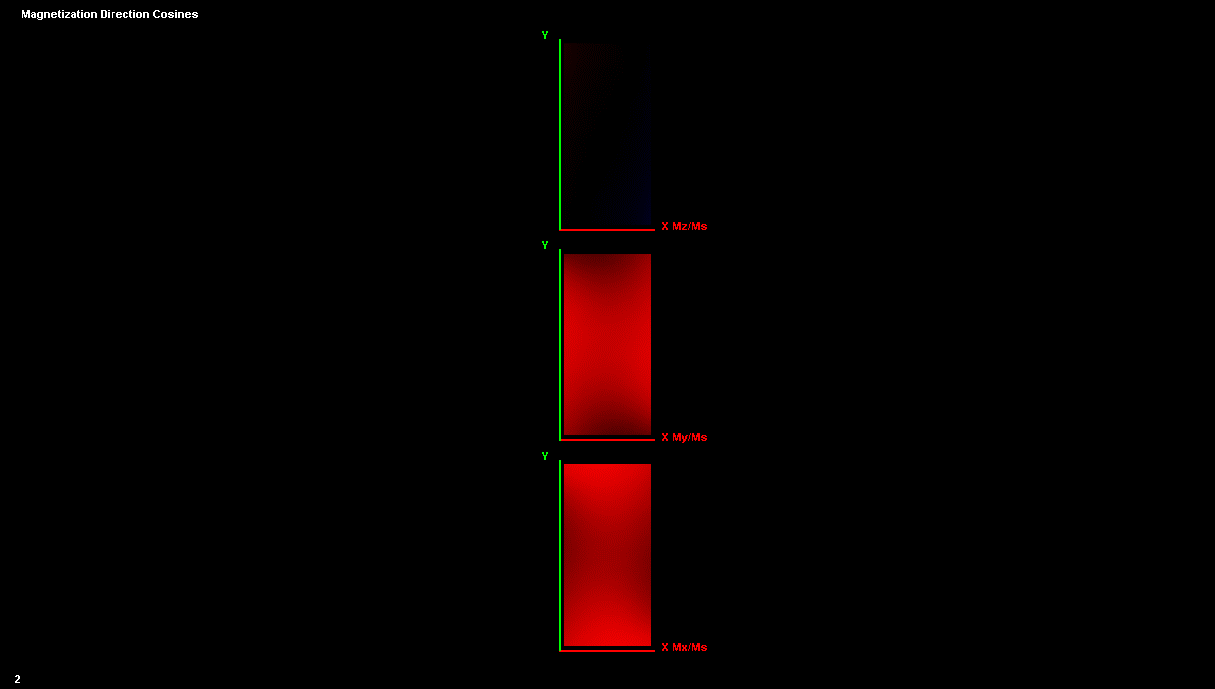 Magnetization Direction Cosines
Y
X Mz/Ms
Y
X My/Ms
Y
X Mx/Ms
2